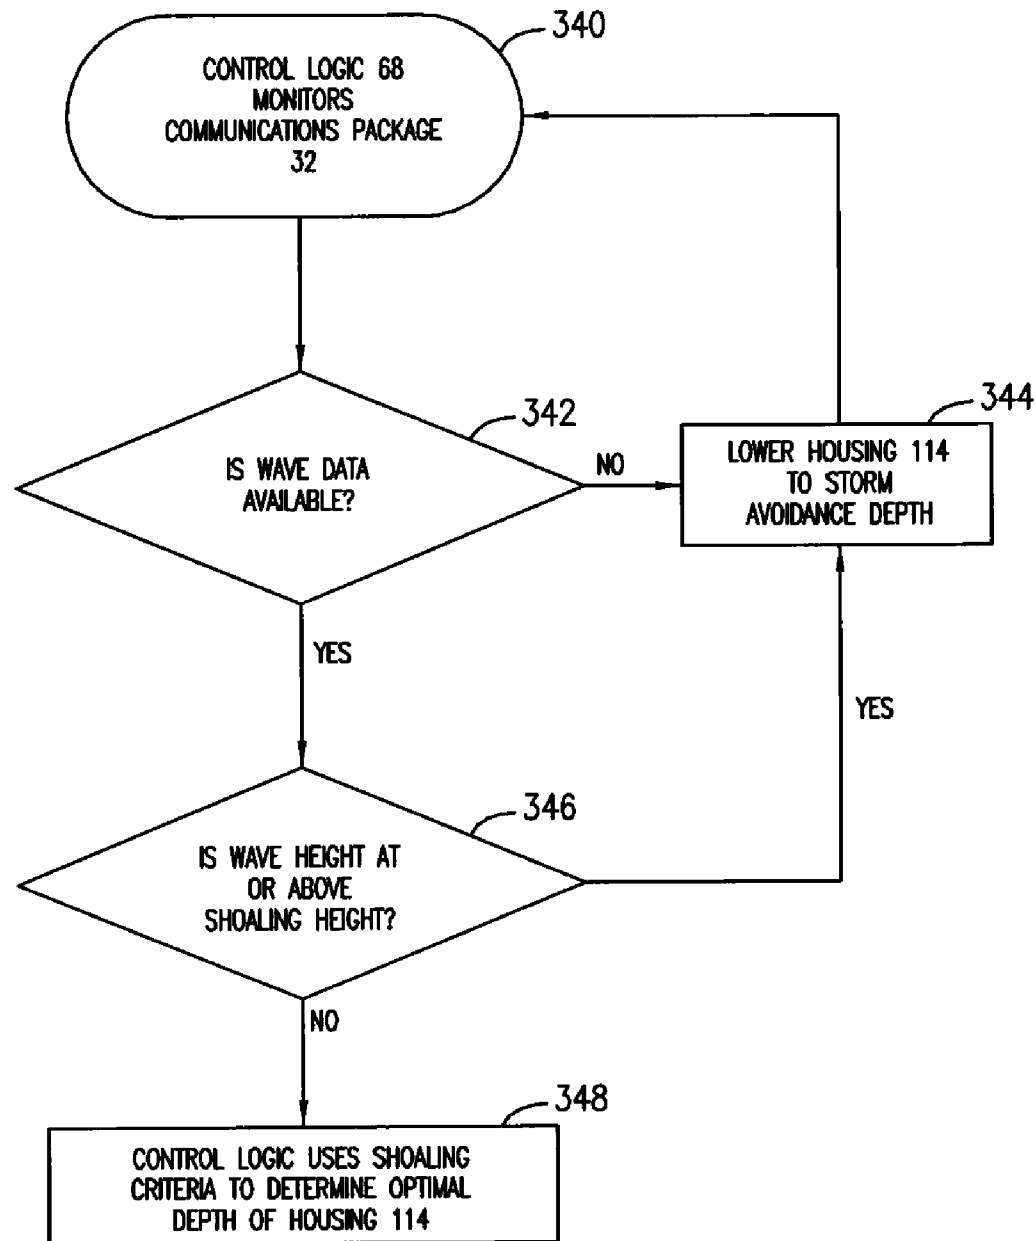 340
CONTROL LOGIC 68
MONITORS
COMMUNICATIONS PACKAGE
32
342
IS WAVE DATA
AVAILABLE?
NO
344
LOWER HOUSING 114
TO STORM
AVOIDANCE DEPTH
YES
YES
346
IS WAVE HEIGHT AT
OR ABOVE
SHOALING HEIGHT?
NO
348
CONTROL LOGIC USES SHOALING
CRITERIA TO DETERMINE OPTIMAL
DEPTH OF HOUSING 114